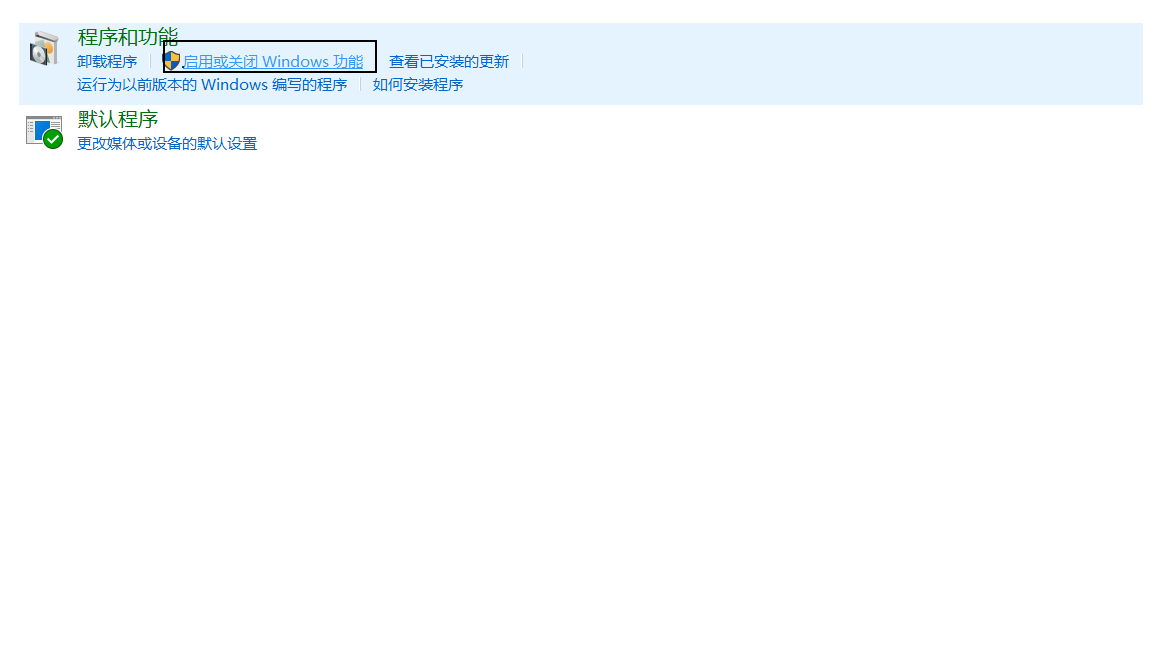 程序和功能
卸载程序 启用或关闭 Windows 功能 查看已安装的更新
运行为以前版本的 Windows 编写的程序 如何安装程序
默认程序
更改媒体或设备的默认设置